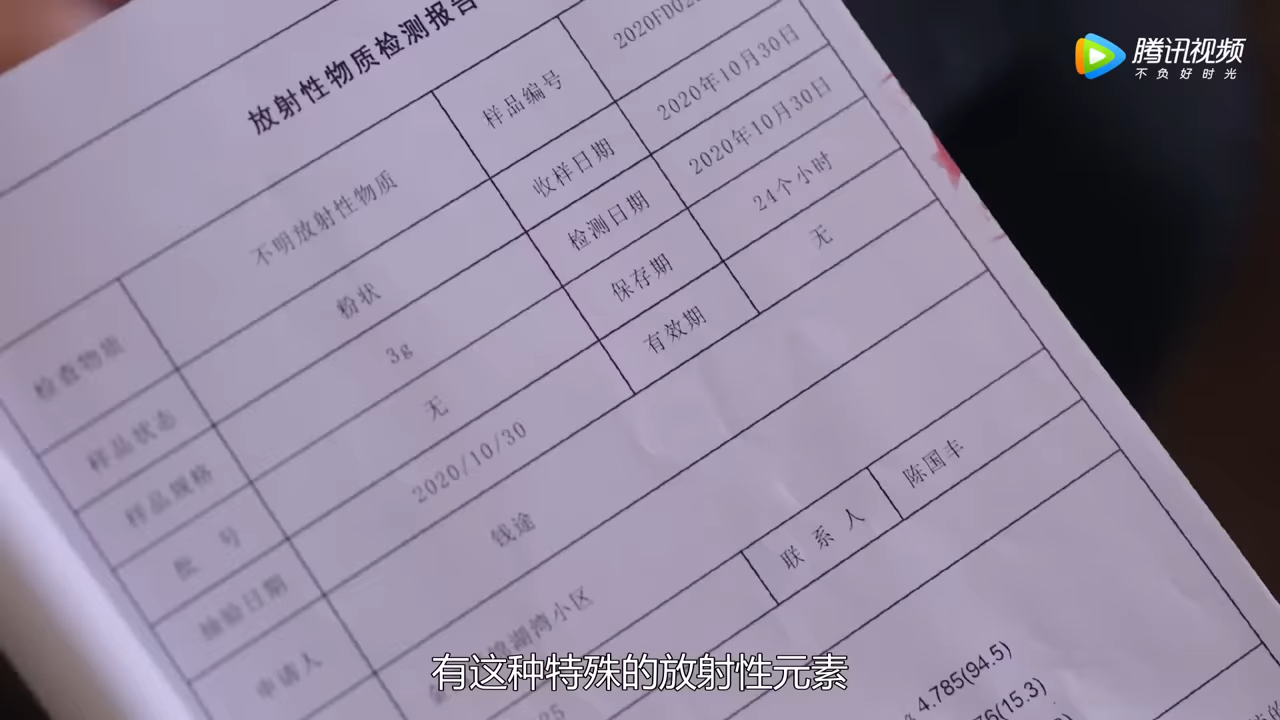 腾讯视频
不负好时光
放射性物质检测报告
检查物质 不明放射性物质 样品编号
样品状态 粉状 收样日期 2020年10月30日
样品规格 3g 检测日期 2020年10月30日
批 号 无 保存期 24个小时
抽验日期 2020/10/30 有效期 无
申请人 钱途
湖湾小区 联系人 陈国丰
4.785(94.5)
(15.3)
有这种特殊的放射性元素